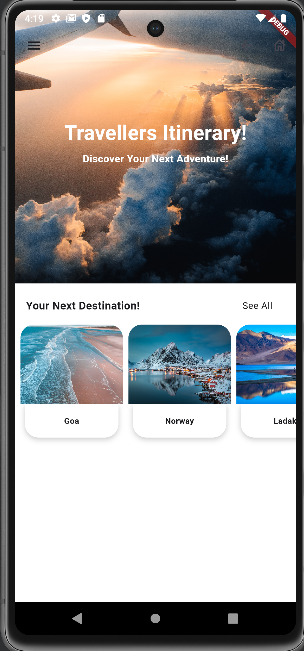 4:19
DEBUG
Travellers Itinerary!
Discover Your Next Adventure!
Your Next Destination! See All
Goa Norway Ladak